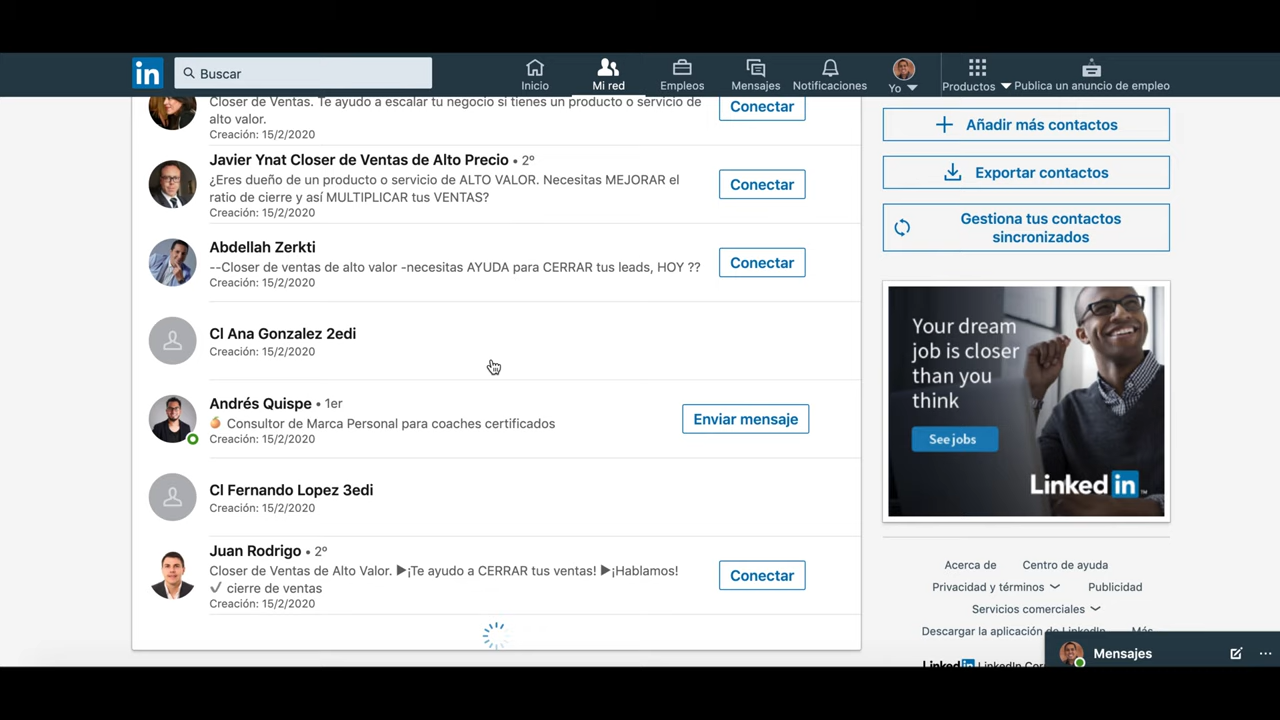 in
Buscar
Inicio
Mi red
Empleos
Mensajes
Notificaciones
Yo
Productos
Publica un anuncio de empleo
Closer de Ventas. Te ayudo a escalar tu negocio si tienes un producto o servicio de
alto valor.
Creación: 15/2/2020
Conectar
Javier Ynat Closer de Ventas de Alto Precio • 2º
¿Eres dueño de un producto o servicio de ALTO VALOR. Necesitas MEJORAR el
ratio de cierre y así MULTIPLICAR tus VENTAS?
Creación: 15/2/2020
Conectar
Abdellah Zerkti
--Closer de ventas de alto valor -necesitas AYUDA para CERRAR tus leads, HOY ??
Creación: 15/2/2020
Conectar
Cl Ana Gonzalez 2edi
Creación: 15/2/2020
Andrés Quispe • 1er
🍊 Consultor de Marca Personal para coaches certificados
Creación: 15/2/2020
Enviar mensaje
Cl Fernando Lopez 3edi
Creación: 15/2/2020
Juan Rodrigo • 2º
Closer de Ventas de Alto Valor. ▶¡Te ayudo a CERRAR tus ventas! ▶¡Hablamos!
✓ cierre de ventas
Creación: 15/2/2020
Conectar
Añadir más contactos
Exportar contactos
Gestiona tus contactos
sincronizados
Your dream
job is closer
than you
think
See jobs
Linked in
Acerca de
Centro de ayuda
Privacidad y términos
Publicidad
Servicios comerciales
Descargar la aplicación de LinkedIn
Más
Linked in LinkedIn Cor
Mensajes